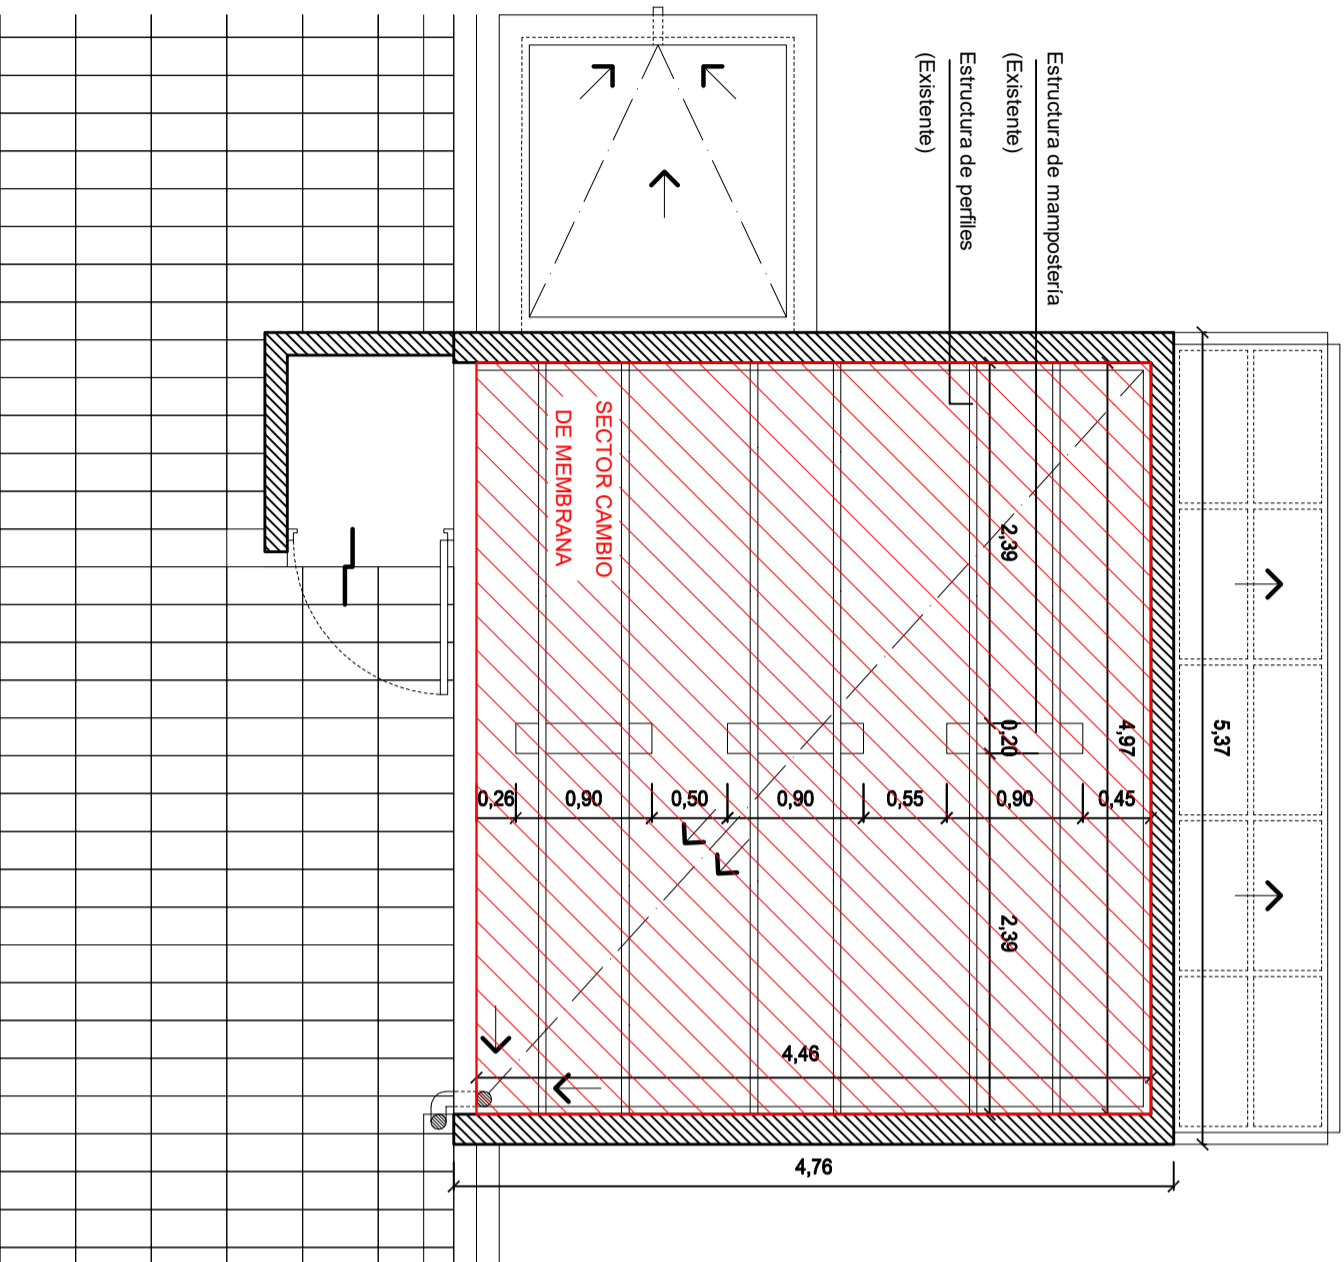 Estructura de mampostería
(Existente)
Estructura de perfiles
(Existente)
SECTOR CAMBIO
DE MEMBRANA
2,39
0,20
2,39
4,97
5,37
0,26
0,90
0,50
0,90
0,55
0,90
0,45
4,46
4,76